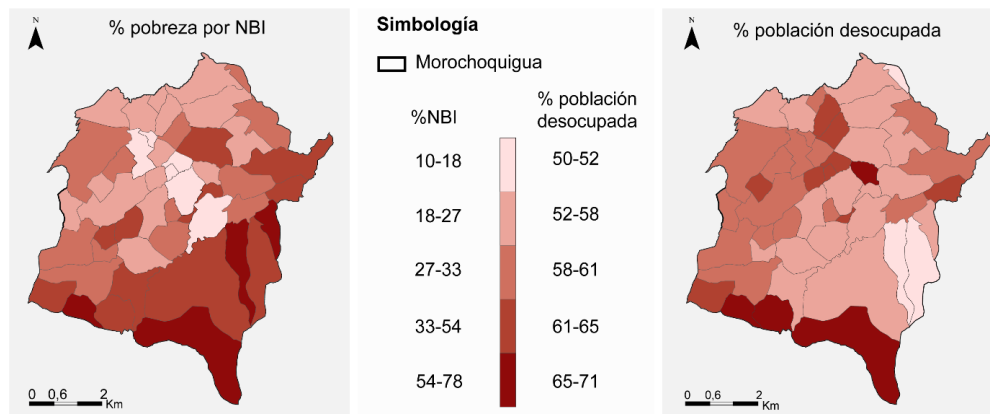 N
% pobreza por NBI
0 0,6 2
Km
Simbología
Morochoquigua
%NBI
% población
desocupada
10-18
50-52
18-27
52-58
27-33
58-61
33-54
61-65
54-78
65-71
N
% población desocupada
0 0,6 2
Km